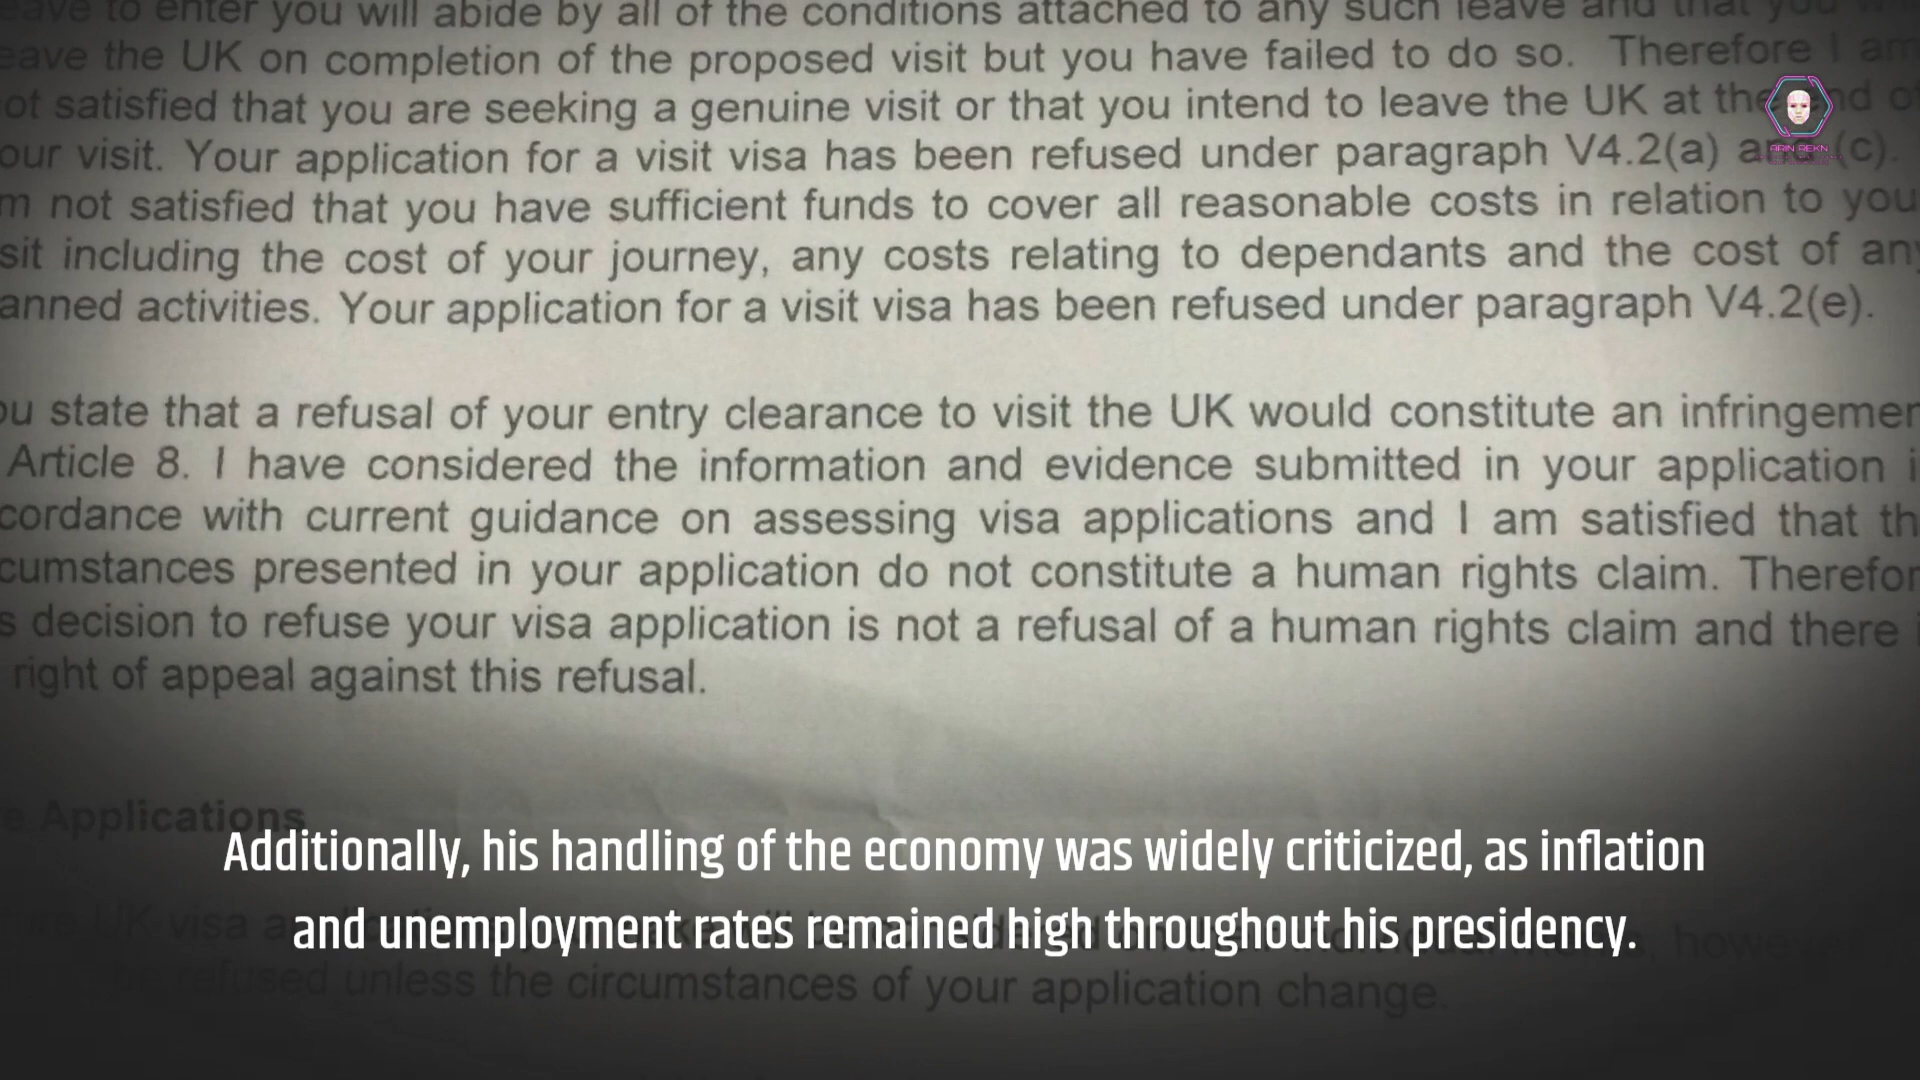 to enter you will abide by all of the conditions attached to any such leave and that you
eave the UK on completion of the proposed visit but you have failed to do so. Therefore I am
ot satisfied that you are seeking a genuine visit or that you intend to leave the UK at the nd of
our visit. Your application for a visit visa has been refused under paragraph V4.2(a) and (c).
m not satisfied that you have sufficient funds to cover all reasonable costs in relation to you
sit including the cost of your journey, any costs relating to dependants and the cost of any
anned activities. Your application for a visit visa has been refused under paragraph V4.2(e).
ou state that a refusal of your entry clearance to visit the UK would constitute an infringemen
Article 8. I have considered the information and evidence submitted in your application i
cordance with current guidance on assessing visa applications and I am satisfied that th
cumstances presented in your application do not constitute a human rights claim. Therefor
s decision to refuse your visa application is not a refusal of a human rights claim and there i
right of appeal against this refusal.
e Applications
Additionally, his handling of the economy was widely criticized, as inflation
and unemployment rates remained high throughout his presidency.
UK visa
refused unless the circumstances of your application change.
ARIN REKN